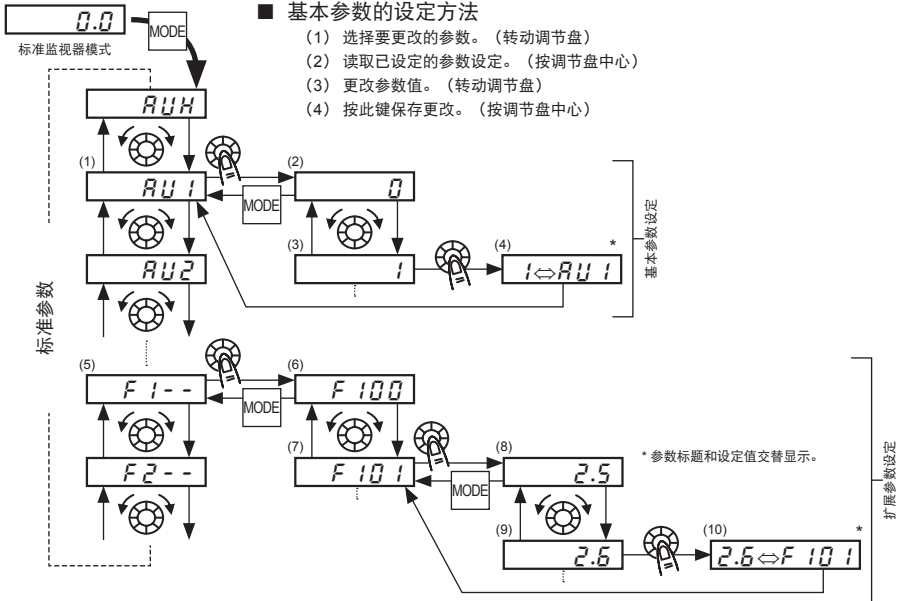 0.0
MODE
标准监视器模式
■ 基本参数的设定方法
（1） 选择要更改的参数。（转动调节盘）
（2） 读取已设定的参数设定。（按调节盘中心）
（3） 更改参数值。（转动调节盘）
（4） 按此键保存更改。（按调节盘中心）
标准参数
AUH
(1)
AU1
MODE
(2)
0
(3)
1
(4)
*
1⇔AU1
基本参数设定
AU2
(5)
F1--
MODE
(6)
F100
(7)
F101
MODE
(8)
2.5
* 参数标题和设定值交替显示。
F2--
(9)
2.6
(10)
*
2.6⇔F101
扩展参数设定